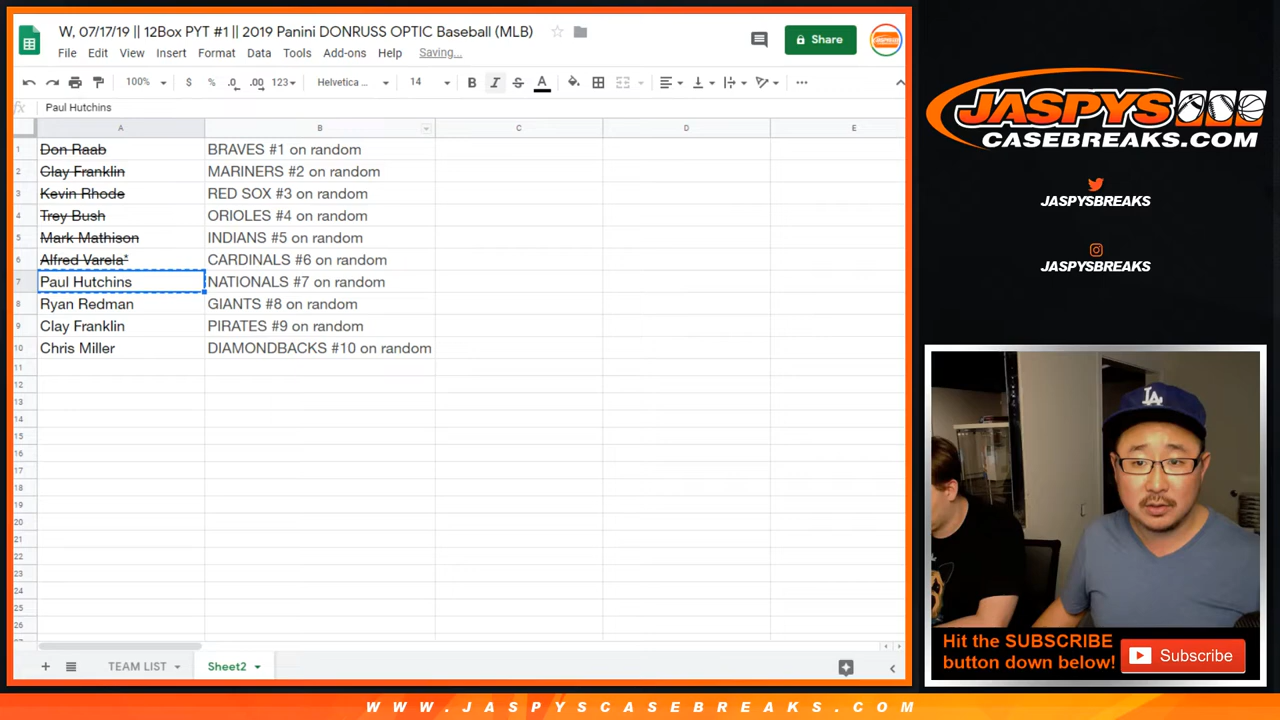 W, 07/17/19 || 12Box PYT #1 || 2019 Panini DONRUSS OPTIC Baseball (MLB)
File Edit View Insert Format Data Tools Add-ons Help Saving...
Share
100% $ % .0 .00 123 Helvetica ... 14 B I S A
fx Paul Hutchins
A B C D E
1 Don Raab BRAVES #1 on random
2 Clay Franklin MARINERS #2 on random
3 Kevin Rhode RED SOX #3 on random
4 Trey Bush ORIOLES #4 on random
5 Mark Mathison INDIANS #5 on random
6 Alfred Varela* CARDINALS #6 on random
7 Paul Hutchins NATIONALS #7 on random
8 Ryan Redman GIANTS #8 on random
9 Clay Franklin PIRATES #9 on random
10 Chris Miller DIAMONDBACKS #10 on random
11
12
13
14
15
16
17
18
19
20
21
22
23
24
25
26
TEAM LIST Sheet2
JASPYS
CASEBREAKS.COM
JASPYSBREAKS
JASPYSBREAKS
LA
Hit the SUBSCRIBE
button down below!
Subscribe
WWW.JASPYSCASEBREAKS.COM